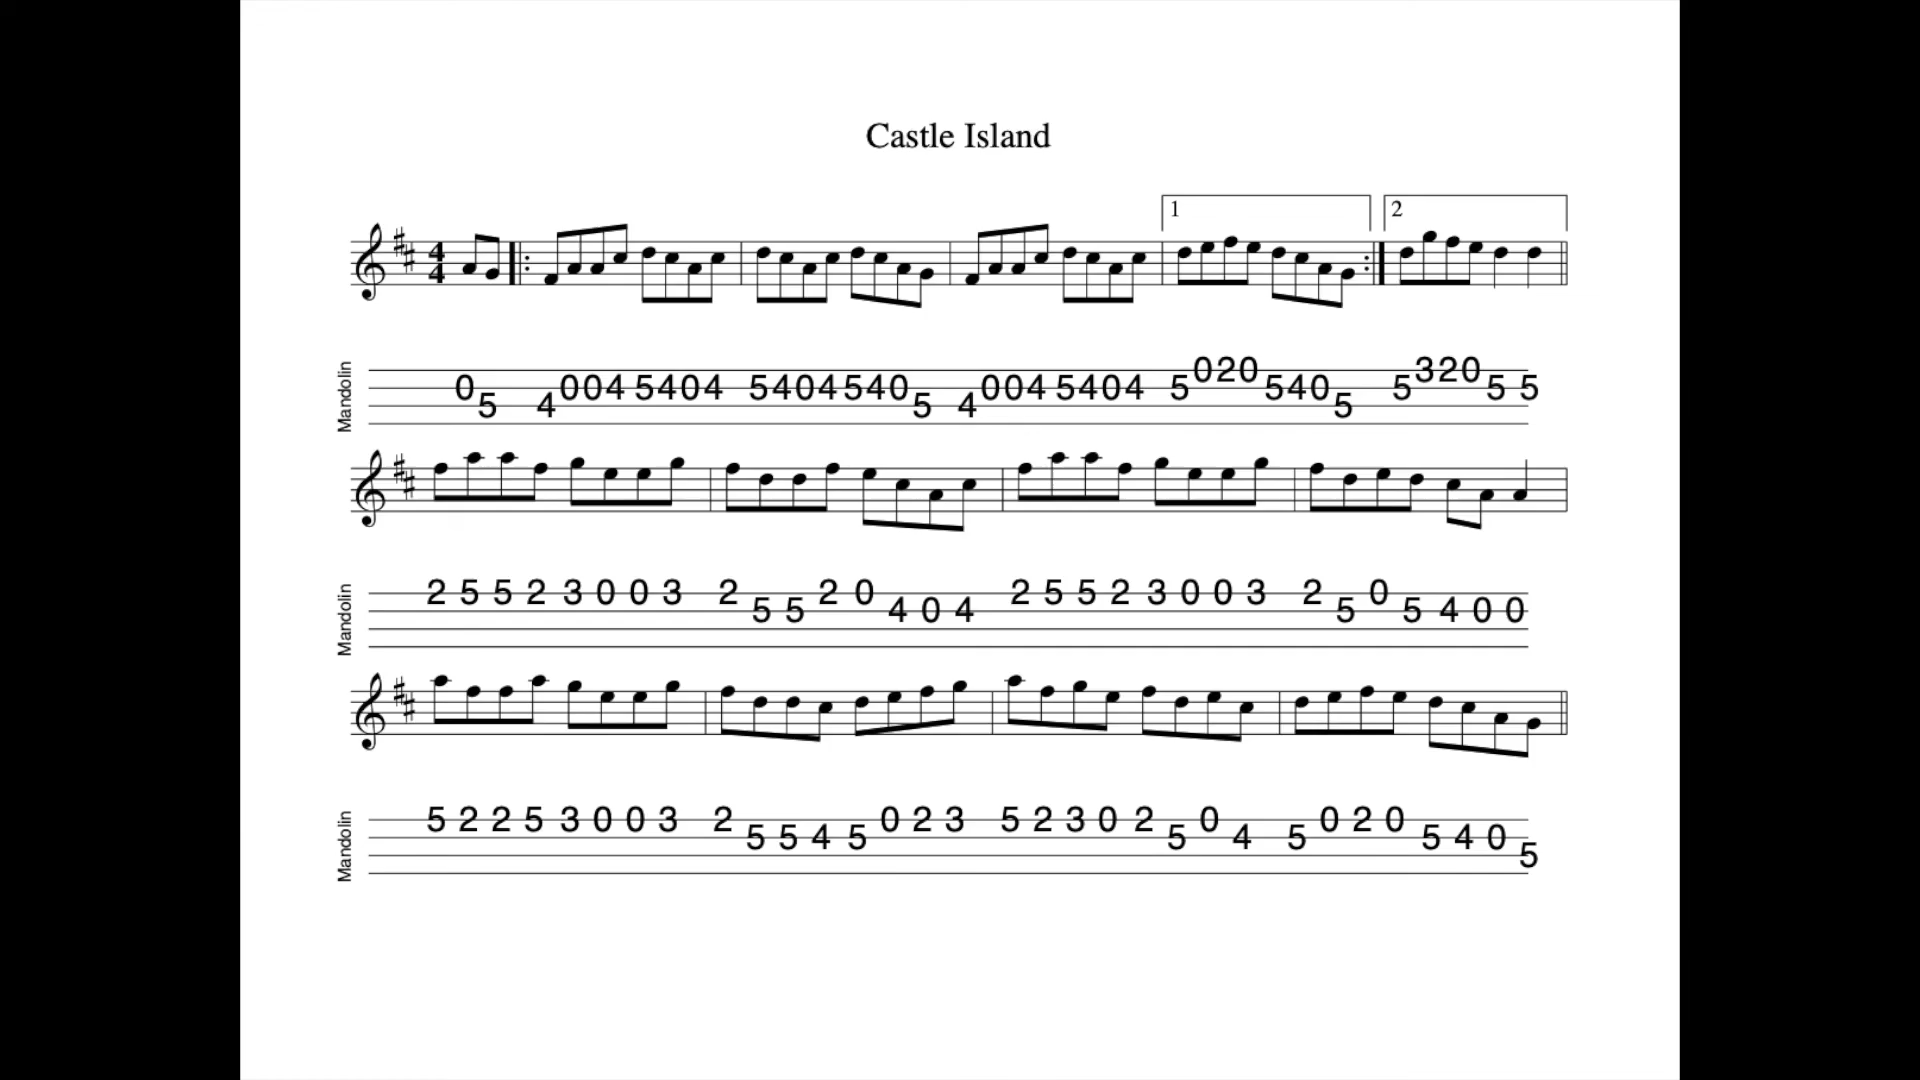 Castle Island
1 2
4
4
Mandolin
0 5 4 0 0 4 5 4 0 4 5 4 0 4 5 4 0 5 4 0 0 4 5 4 0 4 5 0 2 0 5 4 0 5 5 3 2 0 5 5
Mandolin
2 5 5 2 3 0 0 3 2 5 5 2 0 4 0 4 2 5 5 2 3 0 0 3 2 5 0 5 4 0 0
Mandolin
5 2 2 5 3 0 0 3 2 5 5 4 5 0 2 3 5 2 3 0 2 5 0 4 5 0 2 0 5 4 0 5